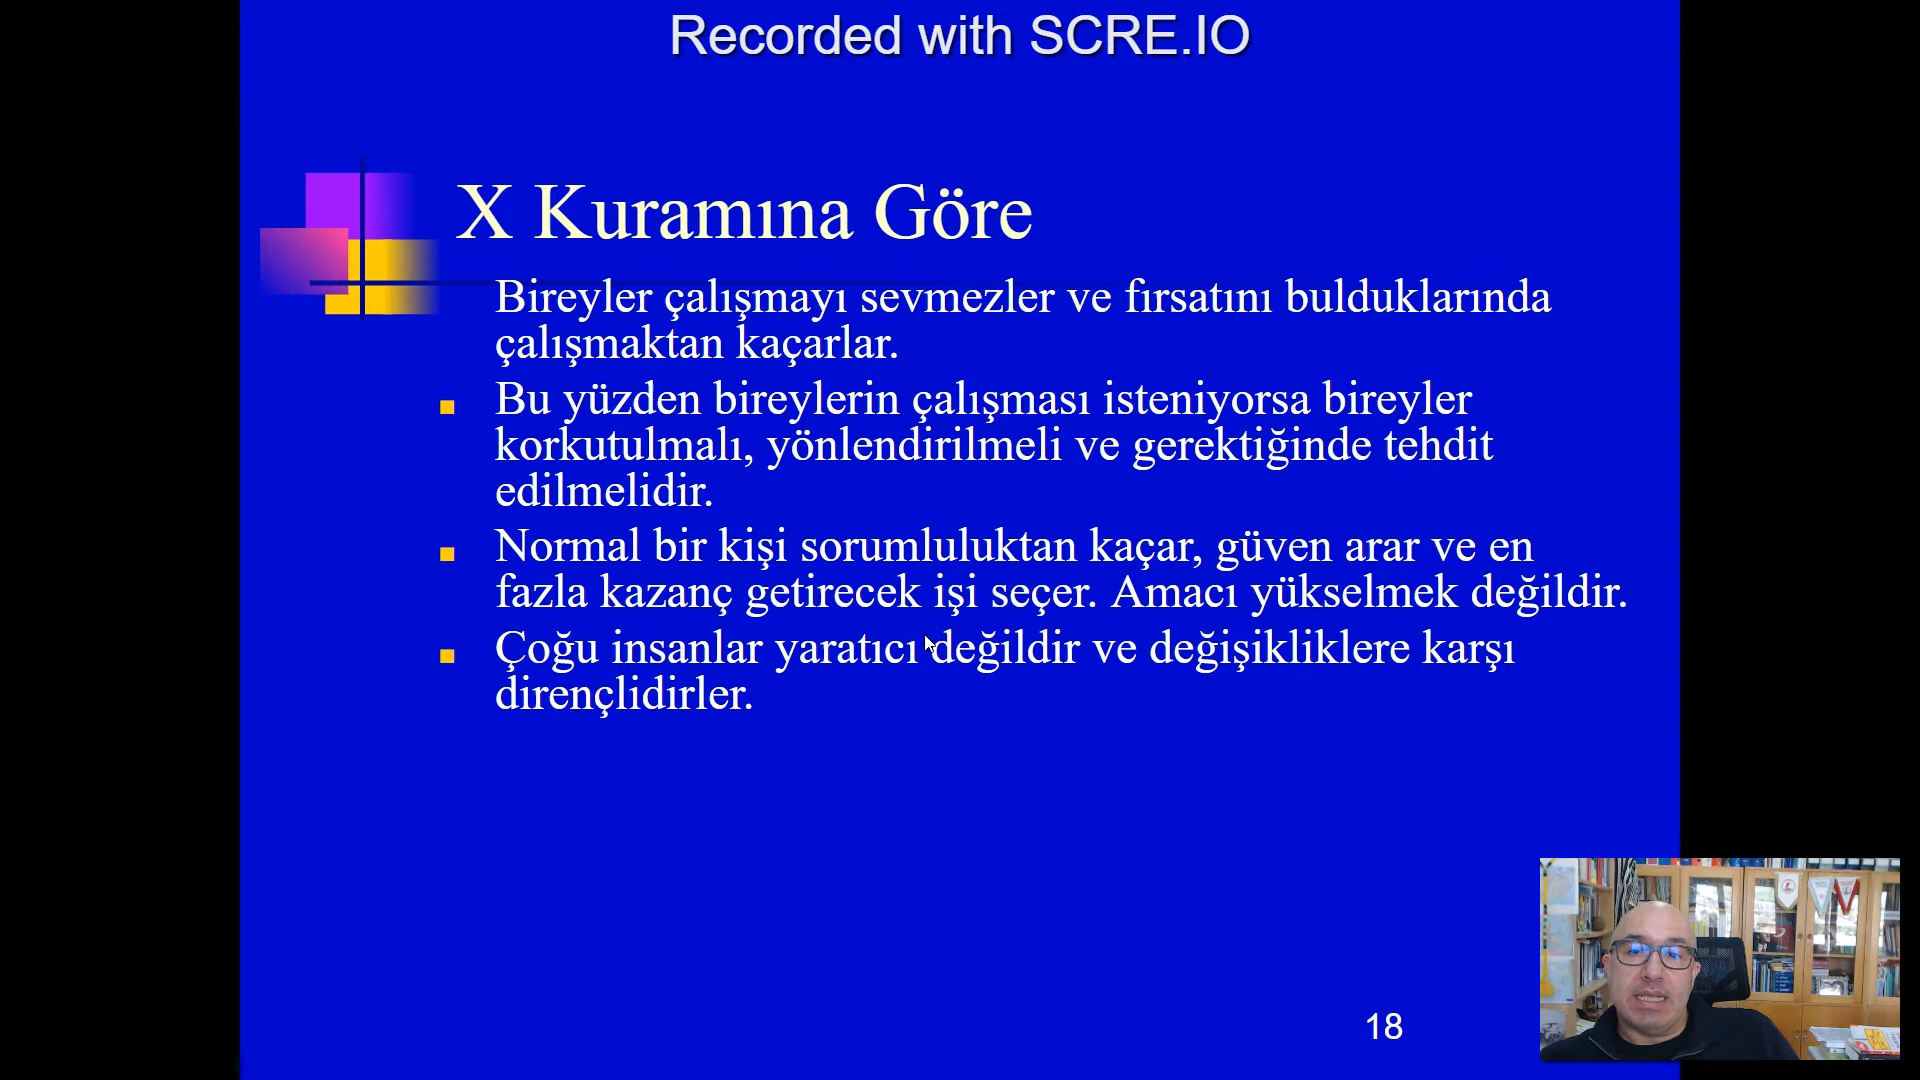 Recorded with SCRE.IO
X Kuramına Göre
Bireyler çalışmayı sevmezler ve fırsatını bulduklarında
çalışmaktan kaçarlar.
Bu yüzden bireylerin çalışması isteniyorsa bireyler
korkutulmalı, yönlendirilmeli ve gerektiğinde tehdit
edilmelidir.
Normal bir kişi sorumluluktan kaçar, güven arar ve en
fazla kazanç getirecek işi seçer. Amacı yükselmek değildir.
Çoğu insanlar yaratıcı değildir ve değişikliklere karşı
dirençlidirler.
18